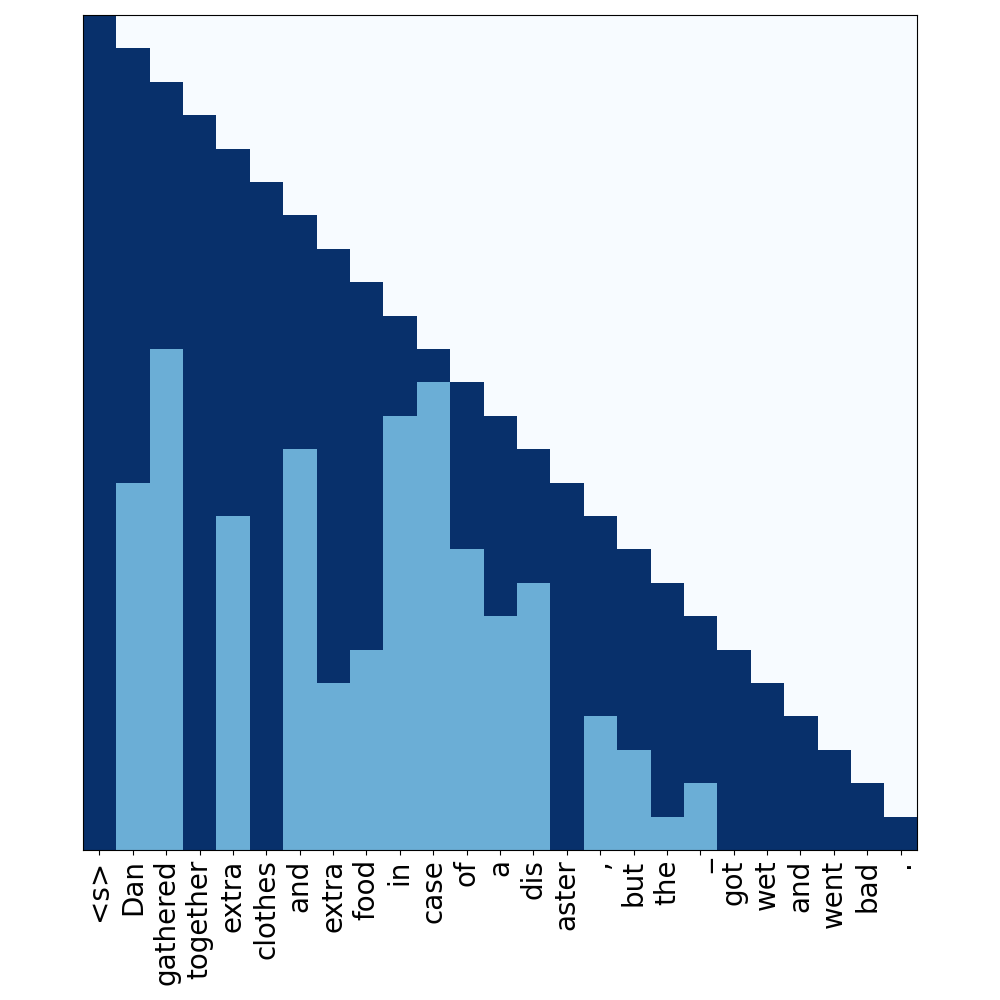 <s>
Dan
gathered
together
extra
clothes
and
extra
food
in
case
of
a
dis
aster
,
but
the
_
got
wet
and
went
bad
.